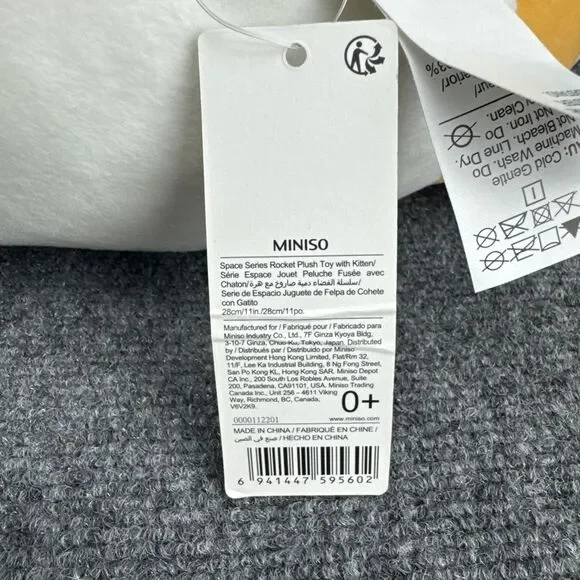 MINISO
Space Series Rocket Plush Toy with Kitten/
Série Espace Jouet Peluche Fusée avec
Chaton/سلسلة الفضاء دمية صاروخ مع هرة/
Serie de Espacio Juguete de Felpa de Cohete
con Gatito
28cm/11in./28cm/11po.
Manufactured for / Fabriqué pour / Fabricado para
Miniso Industry Co., Ltd., 7F Ginza Kyoya Bldg,
3-10-7 Ginza, Chuo-Ku, Tokyo, Japan. Distributed
by / Distribués par / Distribuido por Miniso
Development Hong Kong Limited, Flat/Rm 32,
11/F, Lee Ka Industrial Building, 8 Ng Fong Street,
San Po Kong KL, Hong Kong SAR. Miniso Depot
CA Inc., 200 South Los Robles Avenue, Suite
200, Pasadena, CA91101, USA. Miniso Trading
Canada Inc., Unit 256 – 4611 Viking
Way, Richmond, BC, Canada,
V6V2K9.
0+
0000112201
www.miniso.com
MADE IN CHINA / FABRIQUÉ EN CHINE /
صنع في الصين / HECHO EN CHINA
6 941447 595602
AU: Cold Gentle
Machine Wash. Do
Not Bleach. Line Dry.
Not Iron. Do
Clean.